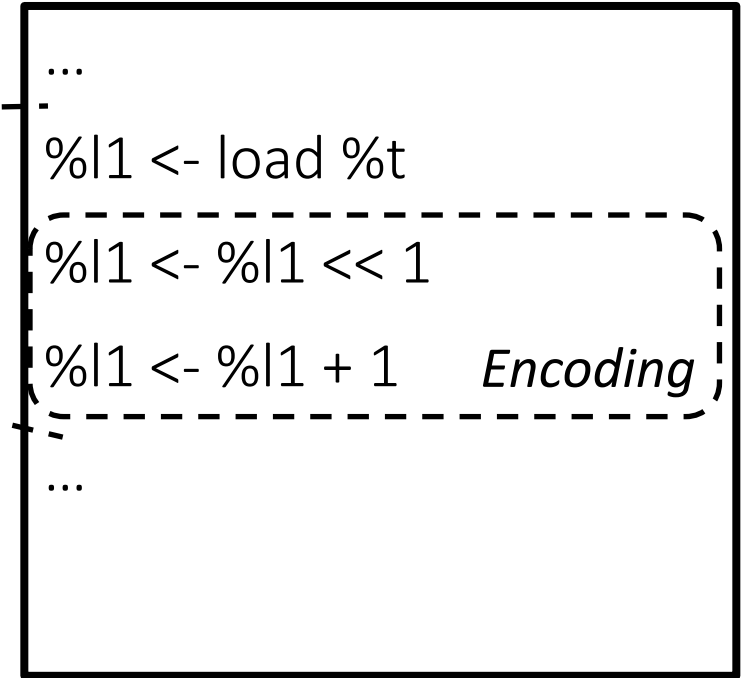 ...
%l1 <- load %t
%l1 <- %l1 << 1
%l1 <- %l1 + 1 Encoding
...